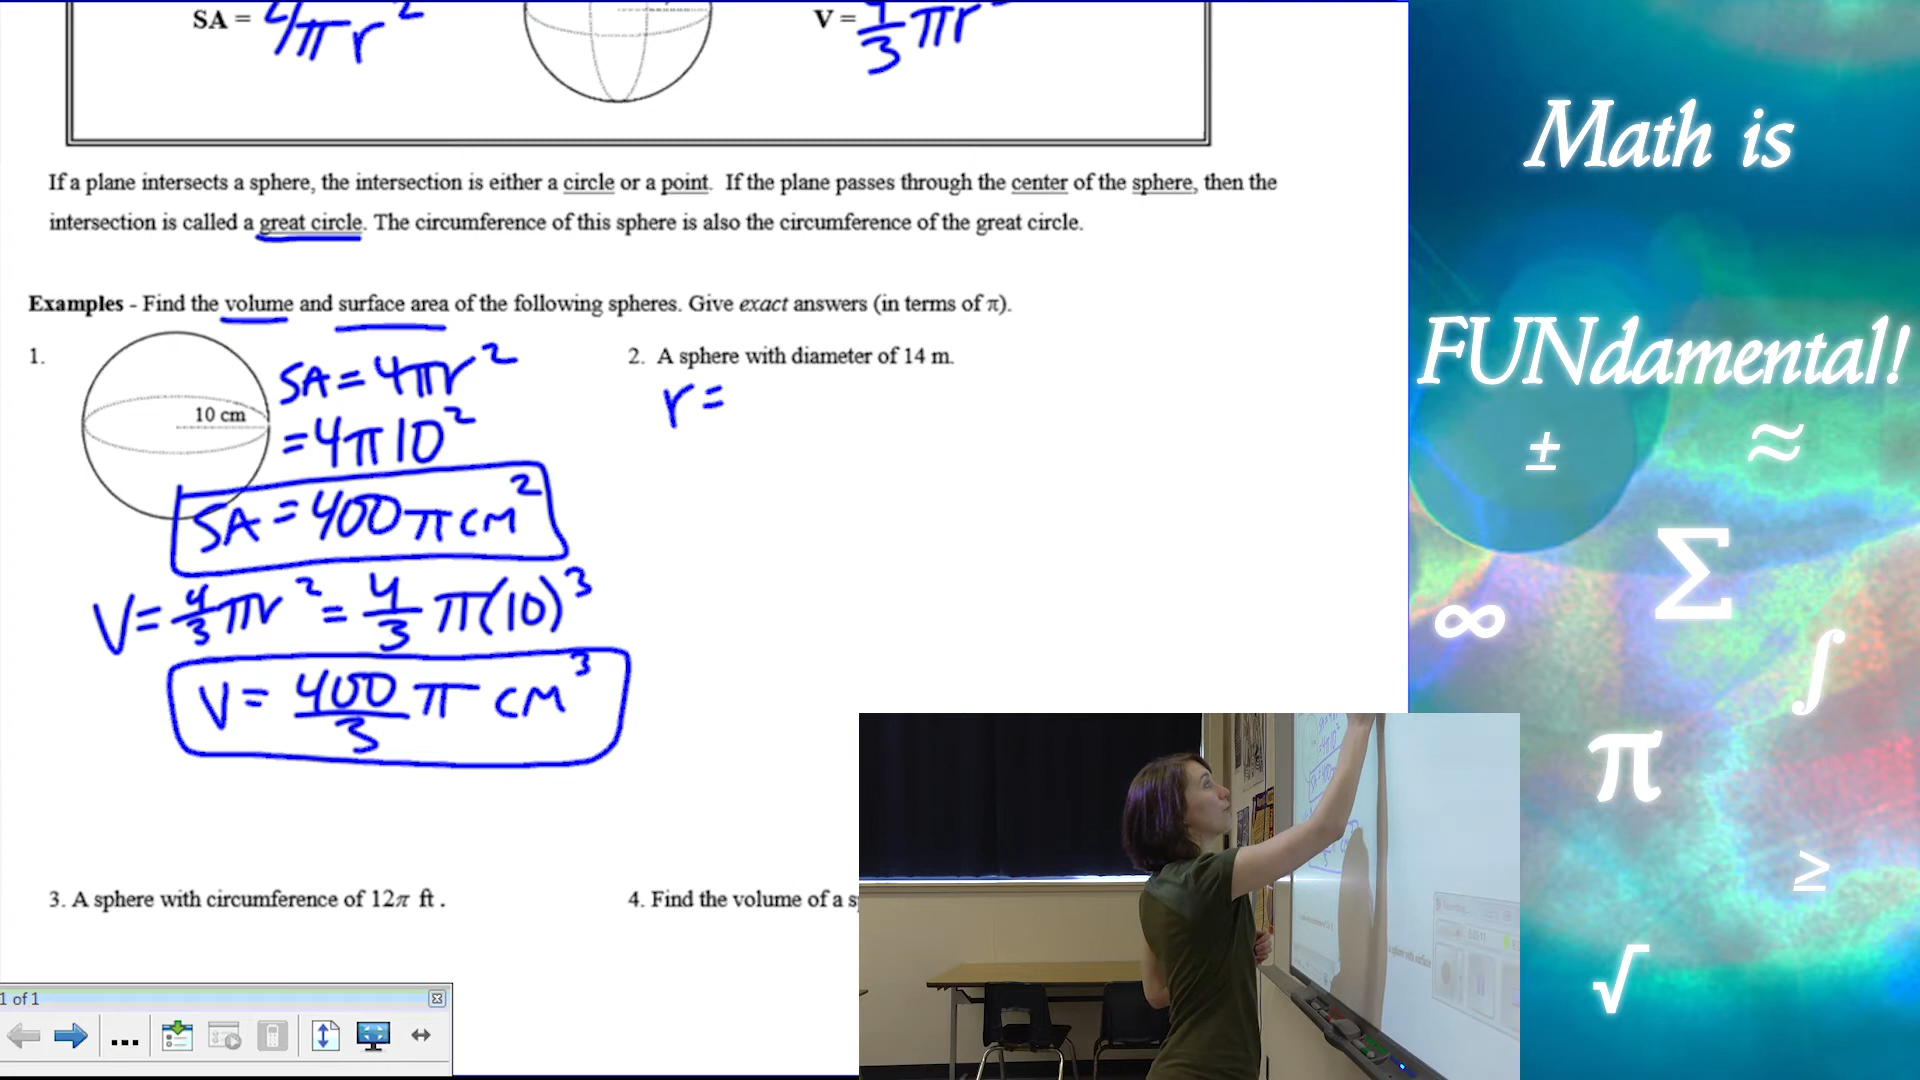 SA = 4πr²
V = 4/3 πr
If a plane intersects a sphere, the intersection is either a circle or a point. If the plane passes through the center of the sphere, then the
intersection is called a great circle. The circumference of this sphere is also the circumference of the great circle.
Examples - Find the volume and surface area of the following spheres. Give exact answers (in terms of π).
1.
10 cm
SA = 4πr²
= 4π10²
SA = 400π cm²
V = 4/3 πr² = 4/3 π(10)³
V = 400/3 π cm³
2. A sphere with diameter of 14 m.
r =
3. A sphere with circumference of 12π ft .
4. Find the volume of a s
1 of 1
...
Math is
FUNdamental!
± ≈
Σ
∞
∫
π
≥
√